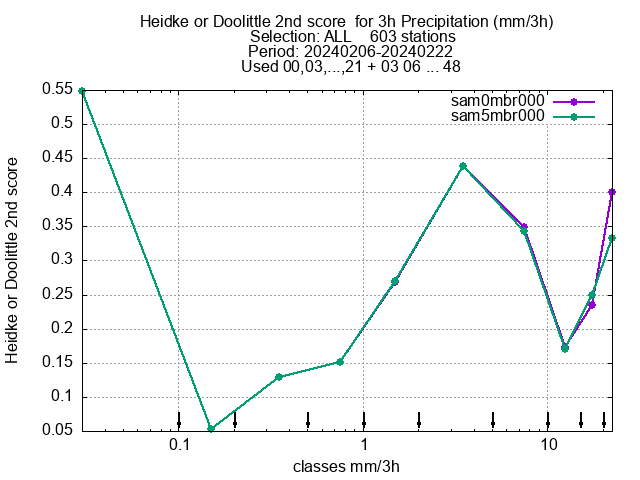 Heidke or Doolittle 2nd score  for 3h Precipitation (mm/3h)
Selection: ALL    603 stations
Period: 20240206-20240222
Used 00,03,...,21 + 03 06 ... 48
sam0mbr000
sam5mbr000
0.55
0.5
0.45
0.4
0.35
0.3
0.25
0.2
0.15
0.1
0.05
Heidke or Doolittle 2nd score
0.1 1 10
classes mm/3h